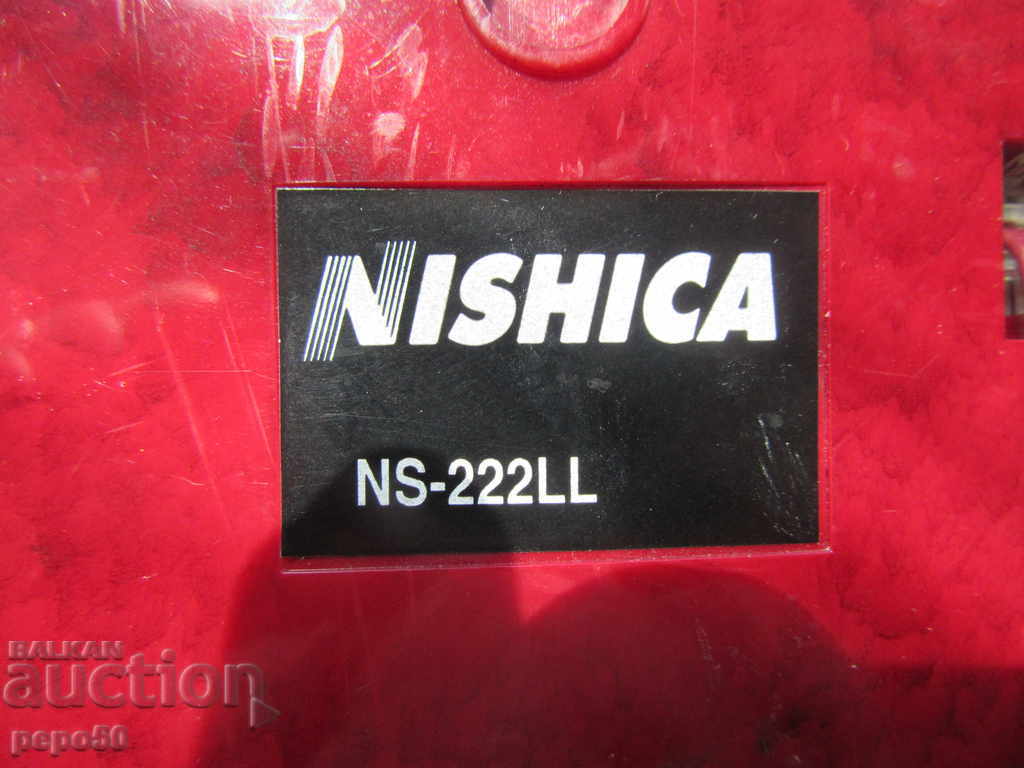 NISHICA
NS-222LL
BALKAN
auction
pepo50